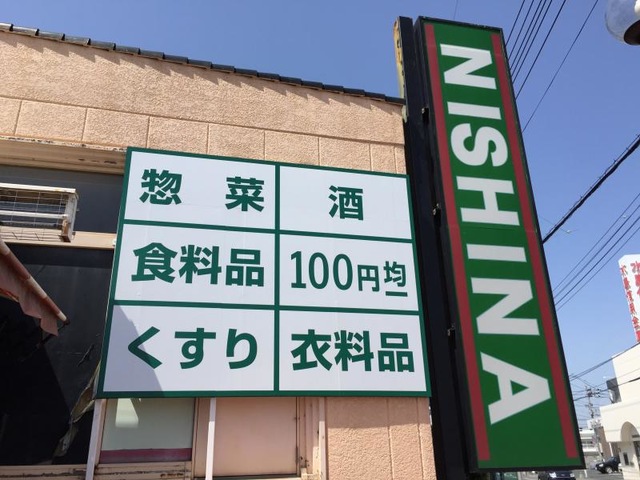 惣菜
酒
食料品
100円均一
くすり
衣料品
NISHINA